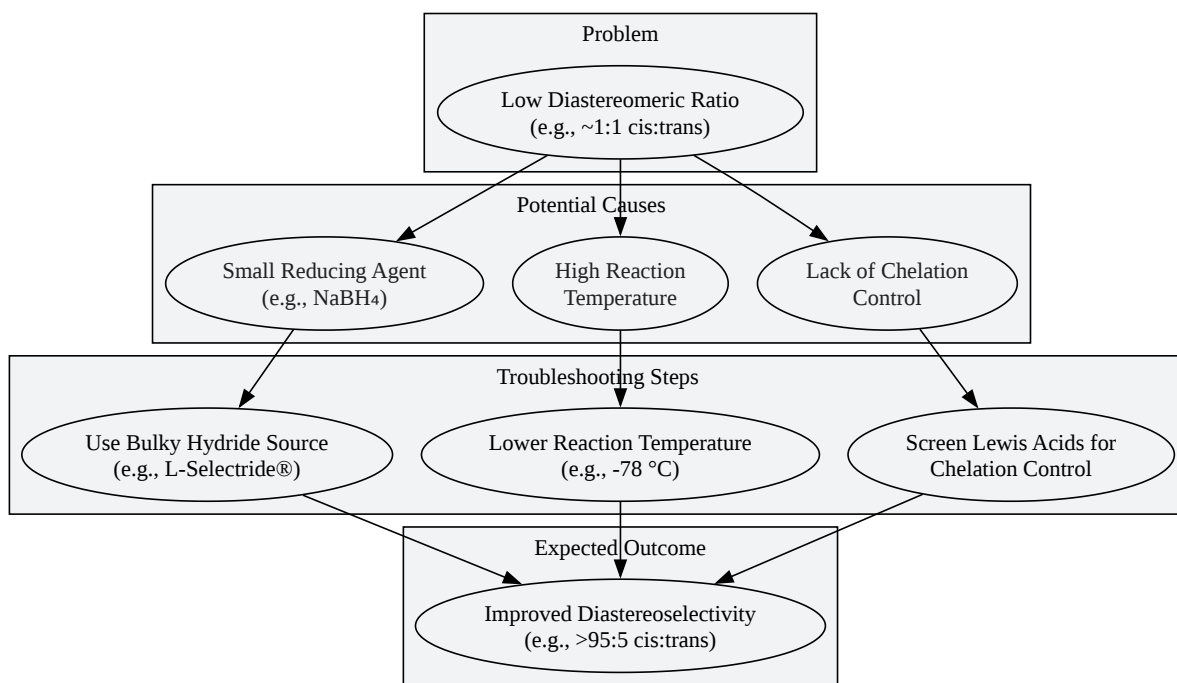 Problem
Low Diastereomeric Ratio
(e.g., ~1:1 cis:trans)
Potential Causes
Small Reducing Agent
(e.g., NaBH₄)
High Reaction
Temperature
Lack of Chelation
Control
Troubleshooting Steps
Use Bulky Hydride Source
(e.g., L-Selectride®)
Lower Reaction Temperature
(e.g., -78 °C)
Screen Lewis Acids for
Chelation Control
Expected Outcome
Improved Diastereoselectivity
(e.g., >95:5 cis:trans)